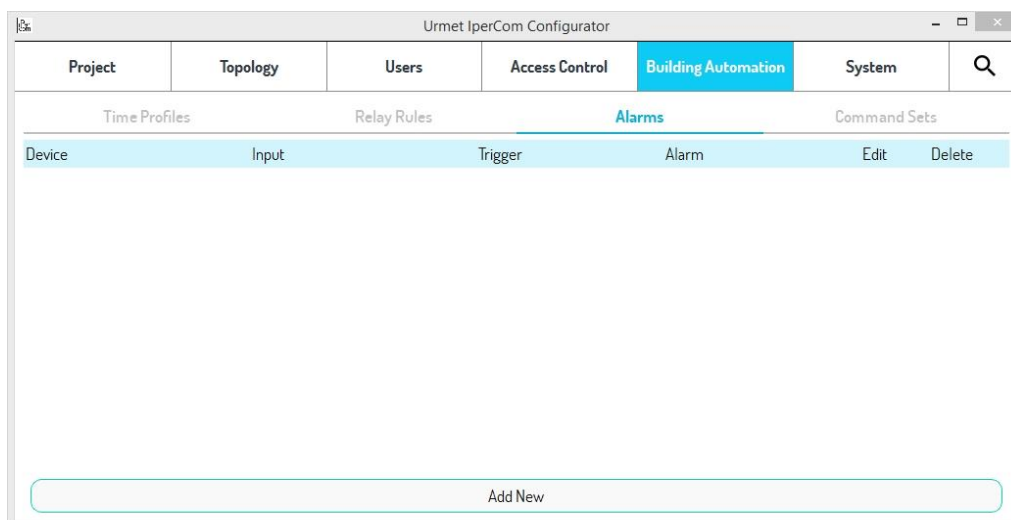 Urmet IperCom Configurator
Project Topology Users Access Control Building Automation System
Time Profiles Relay Rules Alarms Command Sets
Device Input Trigger Alarm Edit Delete
Add New